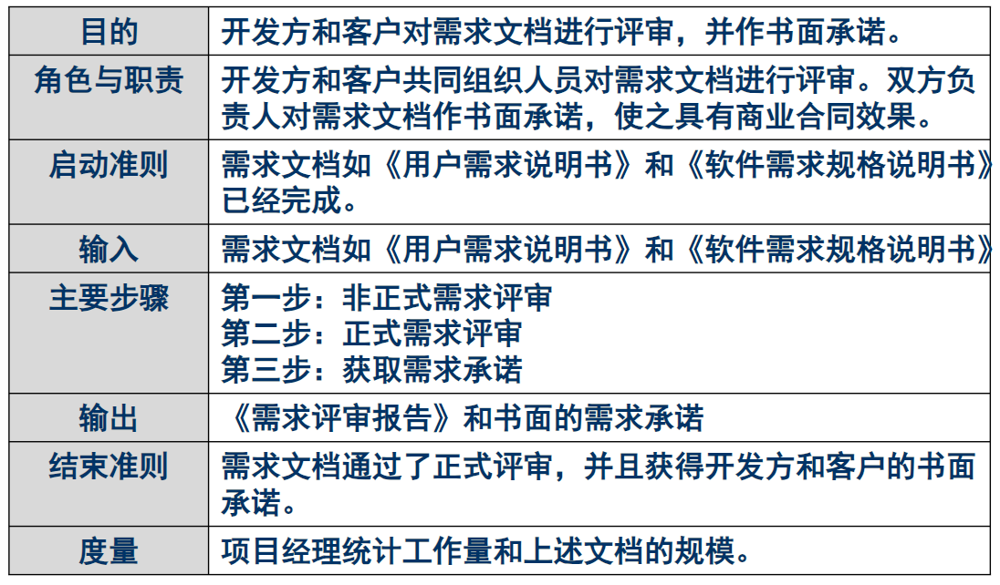 目的
开发方和客户对需求文档进行评审，并作书面承诺。
角色与职责
开发方和客户共同组织人员对需求文档进行评审。双方负
责人对需求文档作书面承诺，使之具有商业合同效果。
启动准则
需求文档如《用户需求说明书》和《软件需求规格说明书》
已经完成。
输入
需求文档如《用户需求说明书》和《软件需求规格说明书》
主要步骤
第一步：非正式需求评审
第二步：正式需求评审
第三步：获取需求承诺
输出
《需求评审报告》和书面的需求承诺
结束准则
需求文档通过了正式评审，并且获得开发方和客户的书面
承诺。
度量
项目经理统计工作量和上述文档的规模。